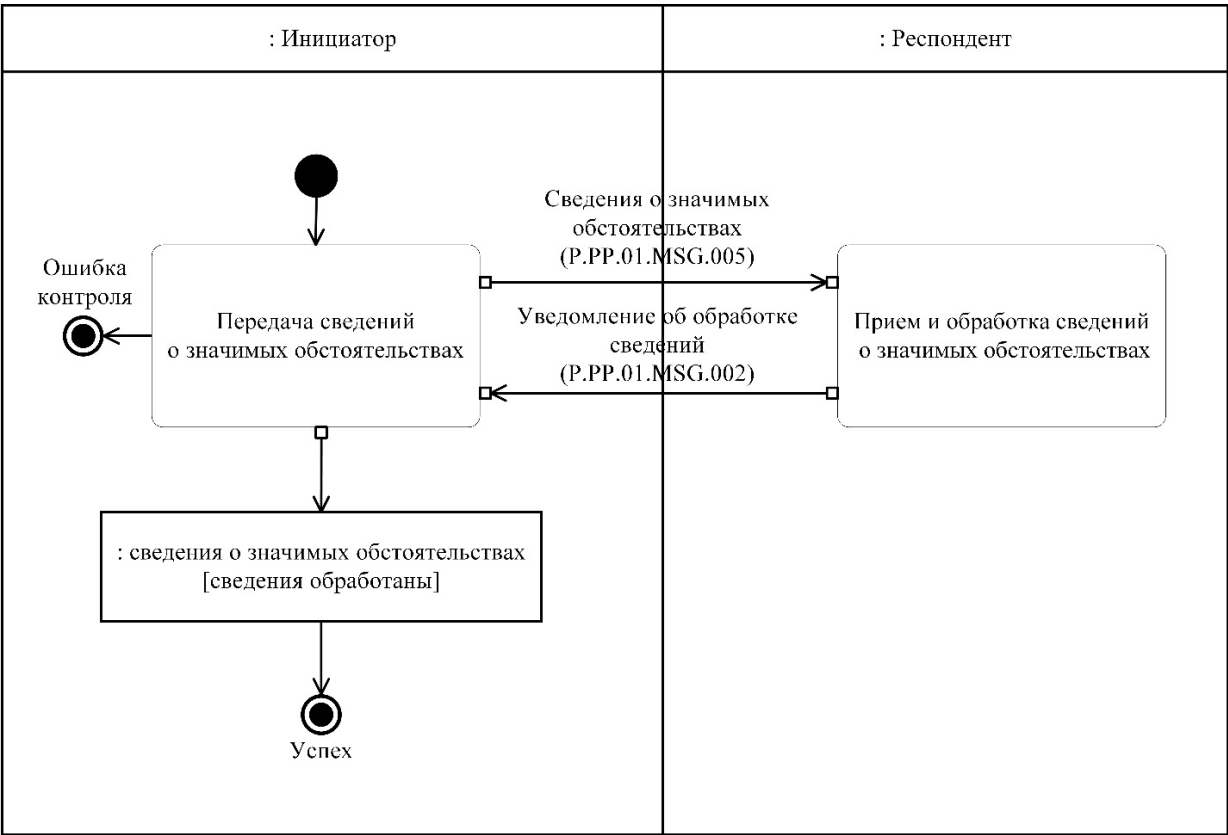 : Инициатор
: Респондент
Сведения о значимых
обстоятельствах
(P.PP.01.MSG.005)
Ошибка
контроля
Передача сведений
о значимых обстоятельствах
Уведомление об обработке
сведений
(P.PP.01.MSG.002)
Прием и обработка сведений
о значимых обстоятельствах
: сведения о значимых обстоятельствах
[сведения обработаны]
Успех